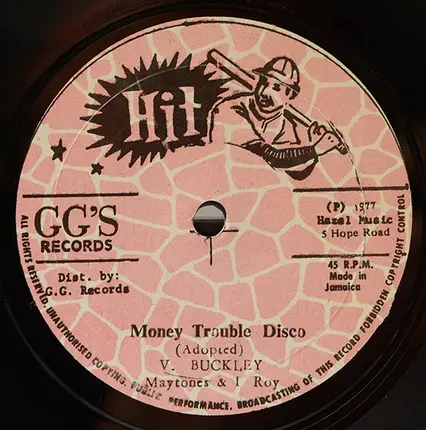 Hit
GG'S
RECORDS
Dist. by:
G.G. Records
(P) 1977
Hazel Music
5 Hope Road
45 R.P.M.
Made in
Jamaica
Money Trouble Disco
(Adopted)
V. BUCKLEY
Maytones & I Roy
ALL RIGHTS RESERVED. UNAUTHORISED COPYING, PUBLIC PERFORMANCE, BROADCASTING OF THIS RECORD FORBIDDEN COPYRIGHT CONTROL